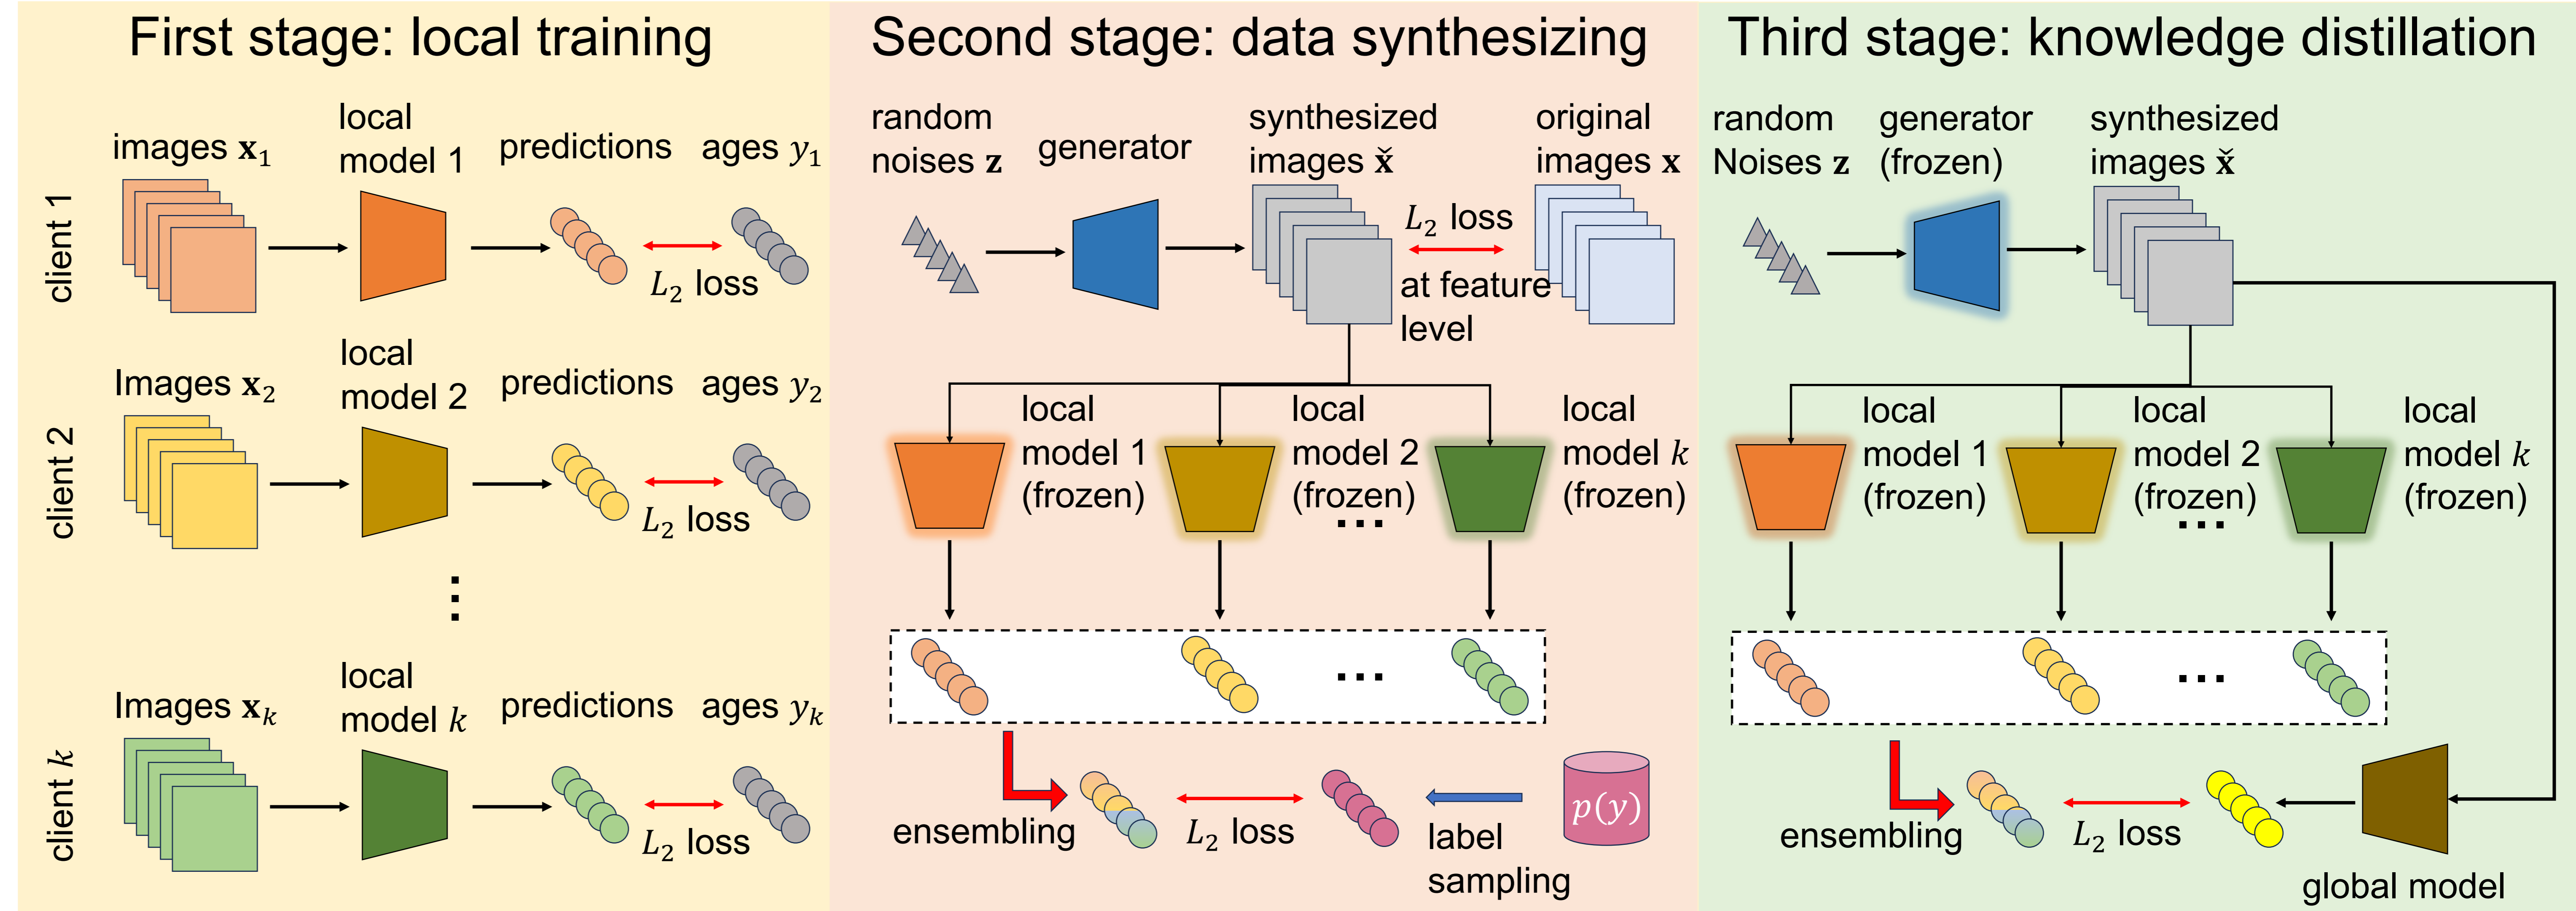 First stage: local training
images x₁
local
model 1
predictions
ages y₁
client 1
L₂ loss
Images x₂
local
model 2
predictions
ages y₂
client 2
L₂ loss
⋮
Images xₖ
local
model k
predictions
ages yₖ
client k
L₂ loss
Second stage: data synthesizing
random
noises z
generator
synthesized
images x̌
original
images x
L₂ loss
at feature
level
local
model 1
(frozen)
local
model 2
(frozen)
...
local
model k
(frozen)
...
ensembling
L₂ loss
label
sampling
p(y)
Third stage: knowledge distillation
random
Noises z
generator
(frozen)
synthesized
images x̌
local
model 1
(frozen)
local
model 2
(frozen)
...
local
model k
(frozen)
...
ensembling
L₂ loss
global model